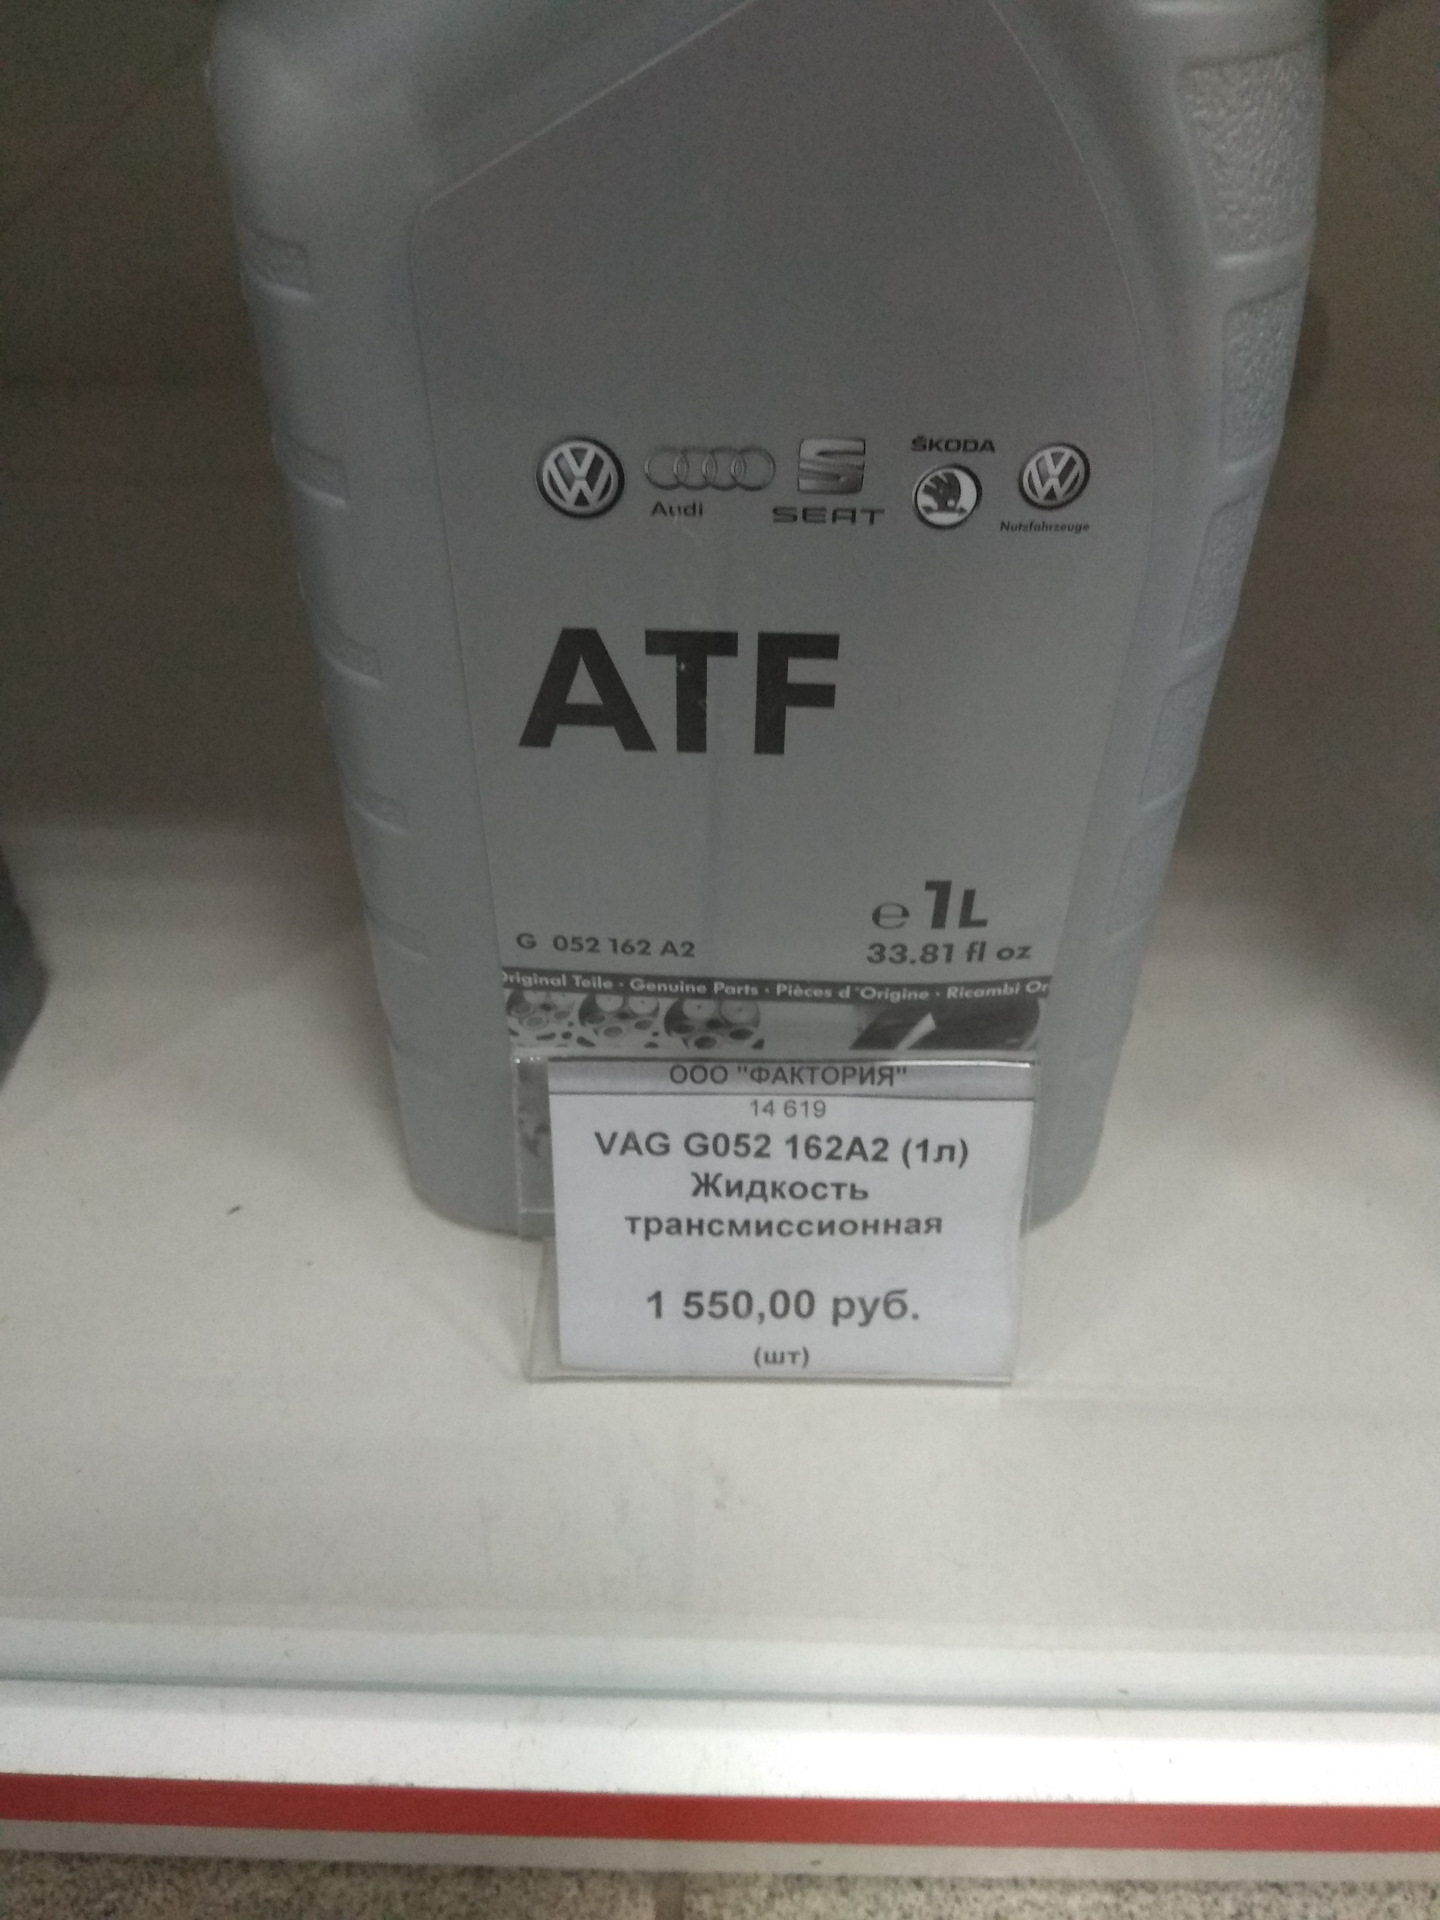 ŠKODA
Audi
SEAT
Nutzfahrzeuge
ATF
e 1L
G 052 162 A2
33.81 fl oz
Original Teile · Genuine Parts · Pièces d'Origine · Ricambi Or
ООО "ФАКТОРИЯ"
14 619
VAG G052 162A2 (1л)
Жидкость
трансмиссионная
1 550,00 руб.
(шт)